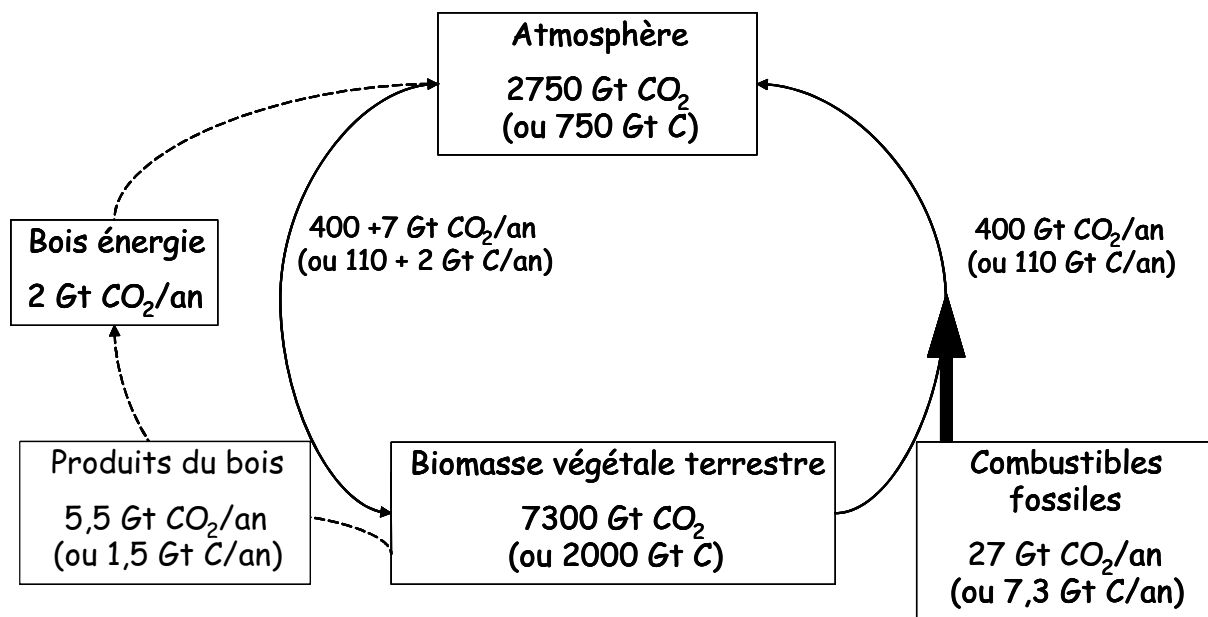 Atmosphère
2750 Gt CO₂
(ou 750 Gt C)
400 +7 Gt CO₂/an
(ou 110 + 2 Gt C/an)
400 Gt CO₂/an
(ou 110 Gt C/an)
Bois énergie
2 Gt CO₂/an
Produits du bois
5,5 Gt CO₂/an
(ou 1,5 Gt C/an)
Biomasse végétale terrestre
7300 Gt CO₂
(ou 2000 Gt C)
Combustibles
fossiles
27 Gt CO₂/an
(ou 7,3 Gt C/an)